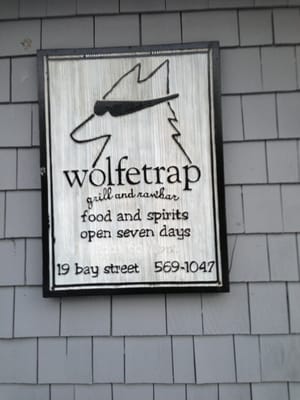 wolfetrap
grill and rawbar
food and spirits
open seven days
19 bay street 569-1047